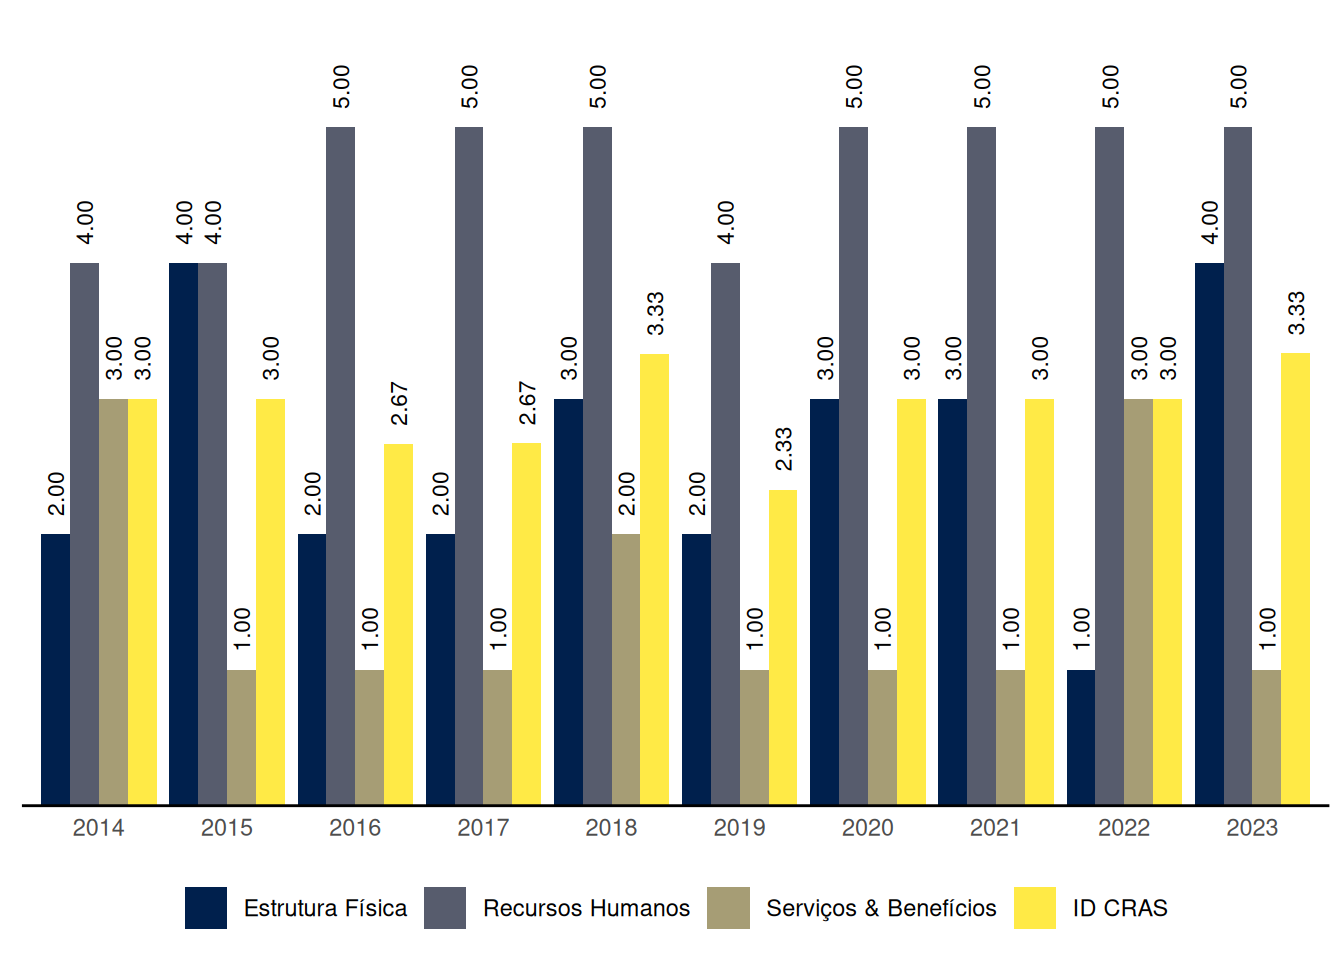 5.00 5.00 5.00 5.00 5.00 5.00 5.00
4.00 4.00 4.00 4.00 4.00
3.33 3.33
3.00 3.00 3.00 3.00 3.00 3.00 3.00 3.00 3.00 3.00
2.67 2.67
2.33
2.00 2.00 2.00 2.00 2.00
1.00 1.00 1.00 1.00 1.00 1.00 1.00 1.00
2014 2015 2016 2017 2018 2019 2020 2021 2022 2023
Estrutura Física Recursos Humanos Serviços & Benefícios ID CRAS